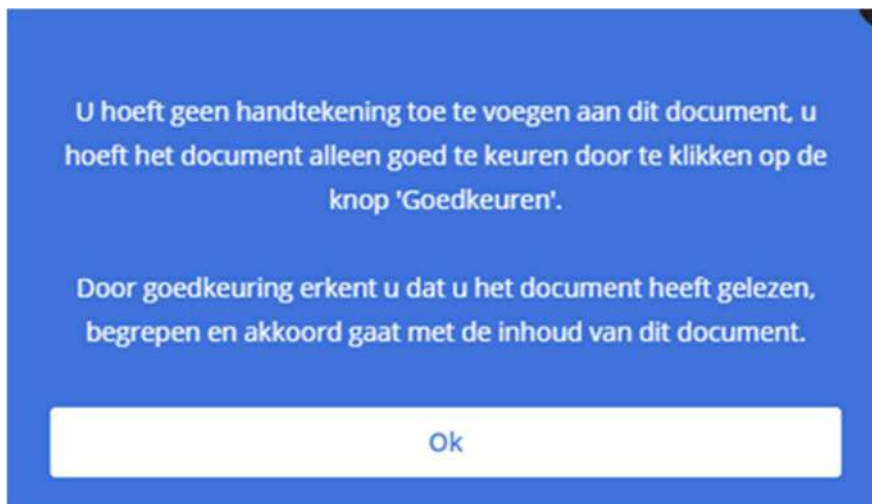 U hoeft geen handtekening toe te voegen aan dit document, u
hoeft het document alleen goed te keuren door te klikken op de
knop 'Goedkeuren'.
Door goedkeuring erkent u dat u het document heeft gelezen,
begrepen en akkoord gaat met de inhoud van dit document.
Ok